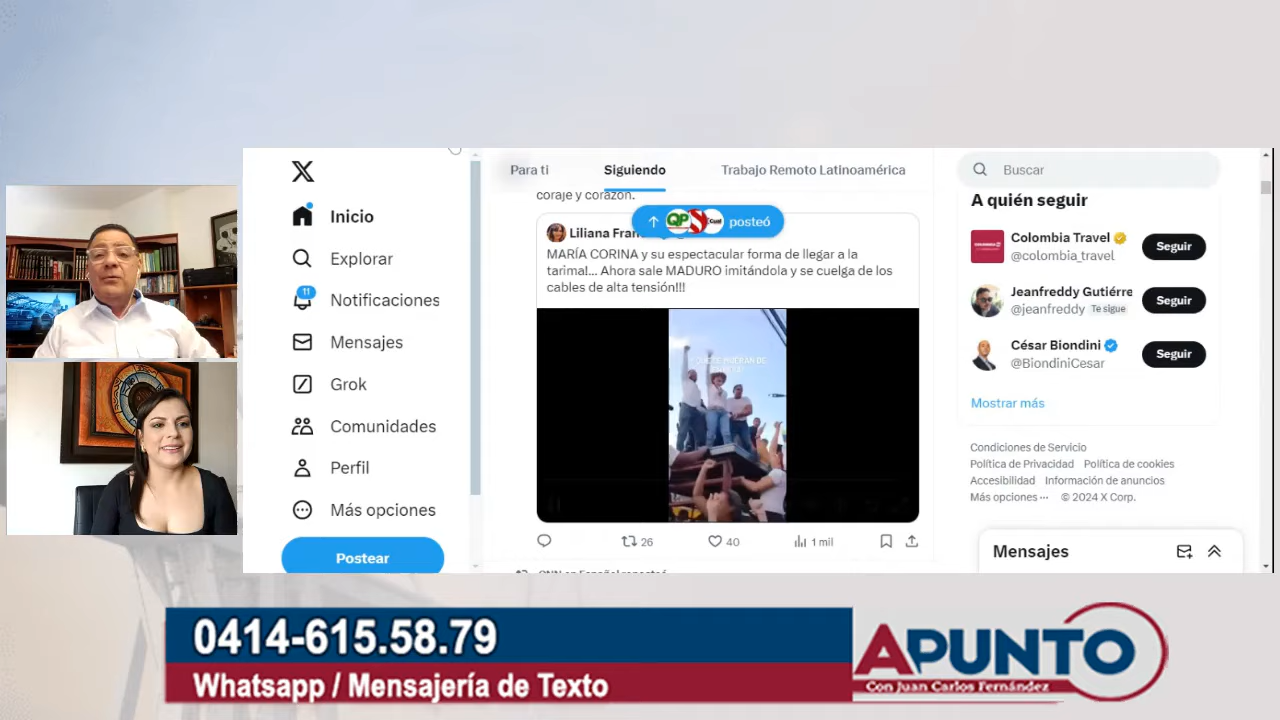 Para ti
Siguiendo
Trabajo Remoto Latinoamérica
Buscar
Inicio
Explorar
11
Notificaciones
Mensajes
Grok
Comunidades
Perfil
Más opciones
Postear
coraje y corazón.
QP
posteó
Liliana Fran
MARÍA CORINA y su espectacular forma de llegar a la
tarima!... Ahora sale MADURO imitándola y se cuelga de los
cables de alta tensión!!!
26
40
1 mil
A quién seguir
Colombia Travel
@colombia_travel
Seguir
Jeanfreddy Gutiérre
@jeanfreddy Te sigue
Seguir
César Biondini
@BiondiniCesar
Seguir
Mostrar más
Condiciones de Servicio
Política de Privacidad Política de cookies
Accesibilidad Información de anuncios
Más opciones ··· © 2024 X Corp.
Mensajes
0414-615.58.79
Whatsapp / Mensajería de Texto
APUNTO
Con Juan Carlos Fernández